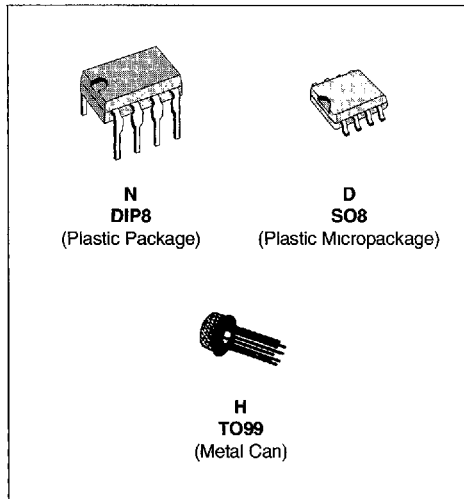 N
DIP8
(Plastic Package)
D
SO8
(Plastic Micropackage)
H
TO99
(Metal Can)